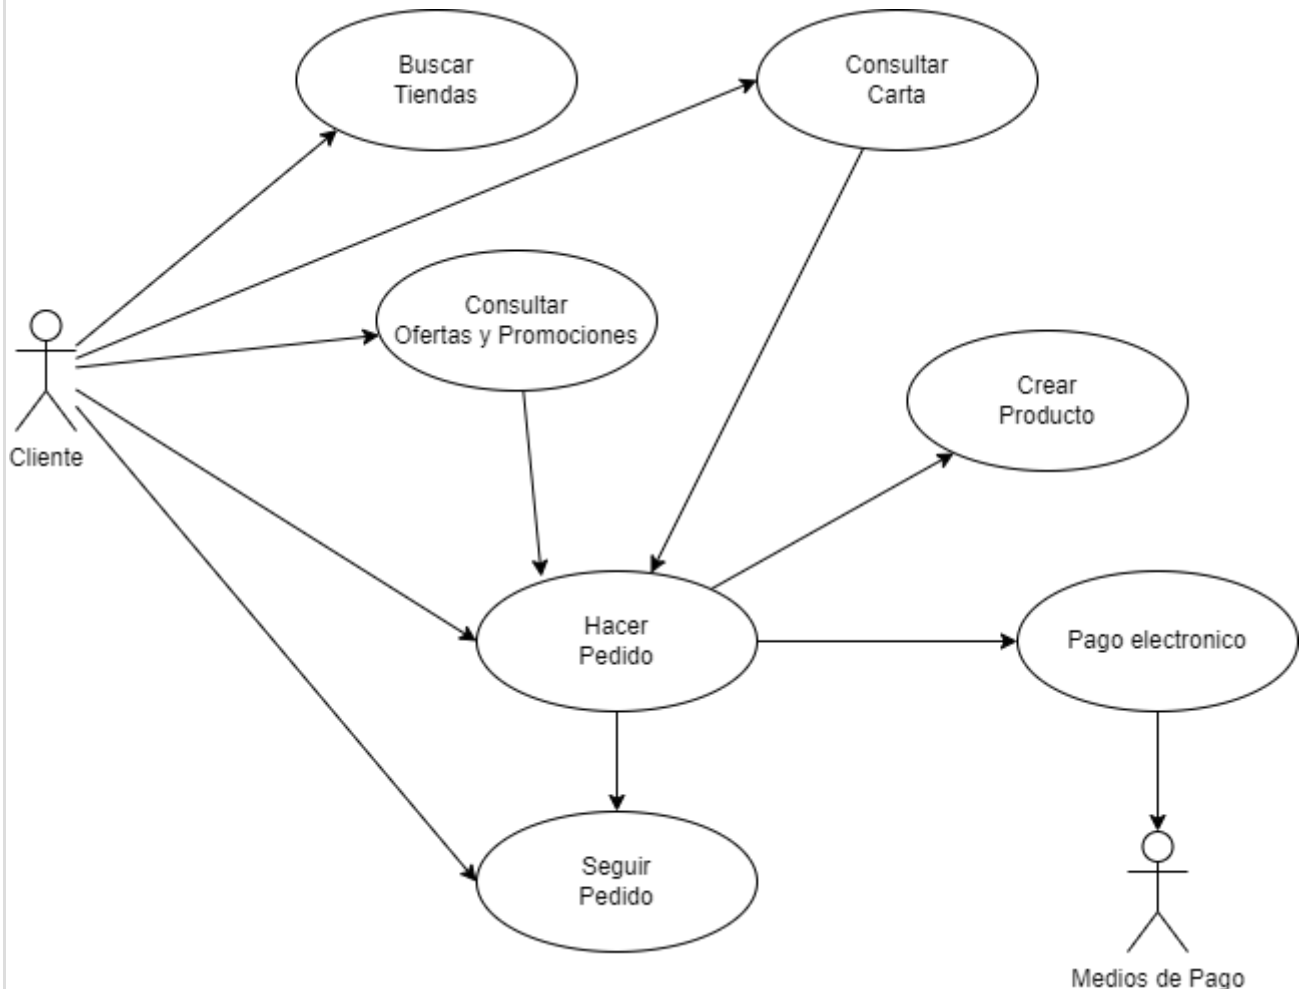 Buscar
Tiendas
Consultar
Carta
Consultar
Ofertas y Promociones
Cliente
Crear
Producto
Hacer
Pedido
Pago electronico
Seguir
Pedido
Medios de Pago